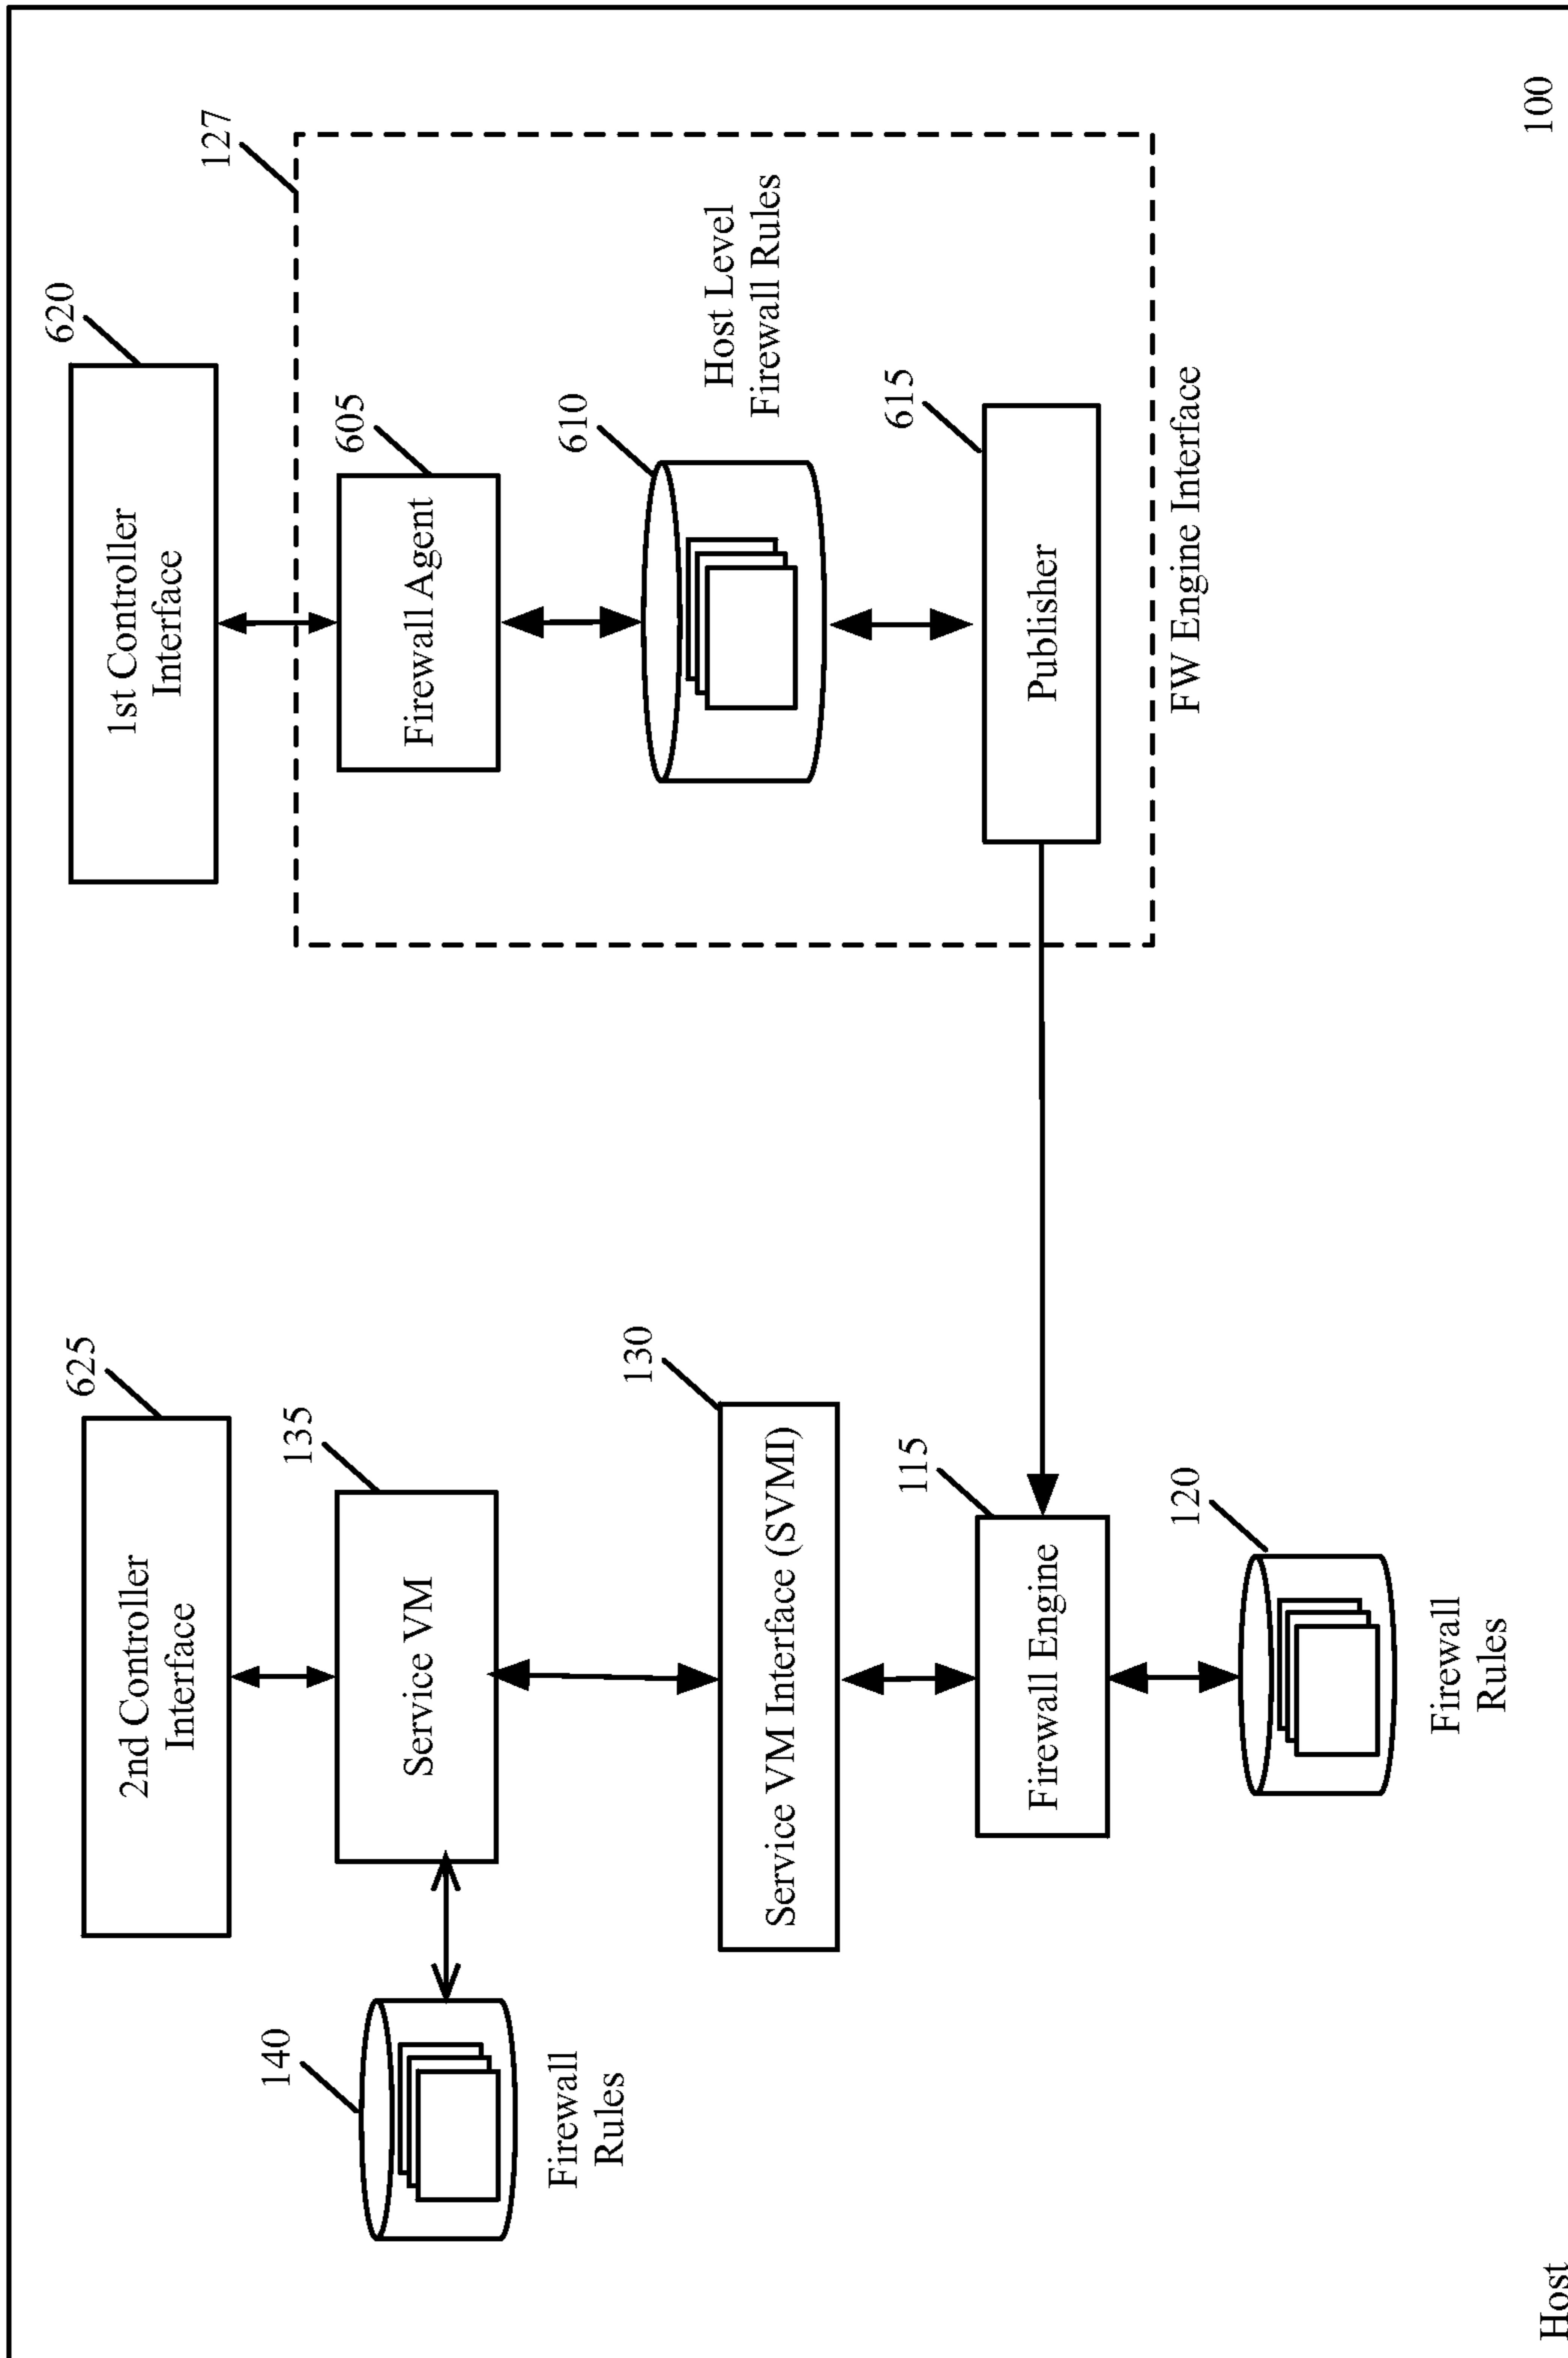 625
620
2nd Controller
Interface
1st Controller
Interface
127
140
135
605
Service VM
Firewall Agent
Firewall
Rules
130
610
Service VM Interface (SVMI)
Host Level
Firewall Rules
115
615
Firewall Engine
Publisher
120
FW Engine Interface
Firewall
Rules
Host
100